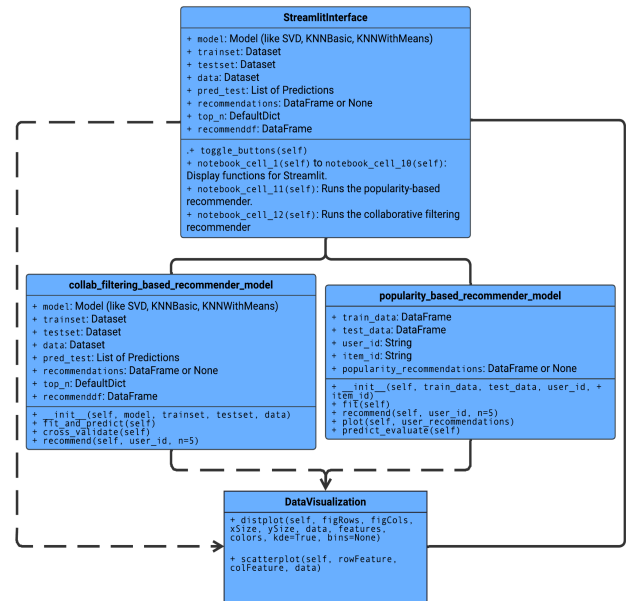 StreamlitInterface
+ model: Model (like SVD, KNNBasic, KNNWithMeans)
+ trainset: Dataset
+ testset: Dataset
+ data: Dataset
+ pred_test: List of Predictions
+ recommendations: DataFrame or None
+ top_n: DefaultDict
+ recommenddf: DataFrame
.+ toggle_buttons(self)
+ notebook_cell_1(self) to notebook_cell_10(self):
Display functions for Streamlit.
+ notebook_cell_11(self): Runs the popularity-based
recommender.
+ notebook_cell_12(self): Runs the collaborative filtering
recommender
collab_filtering_based_recommender_model
+ model: Model (like SVD, KNNBasic, KNNWithMeans)
+ trainset: Dataset
+ testset: Dataset
+ data: Dataset
+ pred_test: List of Predictions
+ recommendations: DataFrame or None
+ top_n: DefaultDict
+ recommenddf: DataFrame
+ __init__(self, model, trainset, testset, data)
+ fit_and_predict(self)
+ cross_validate(self)
+ recommend(self, user_id, n=5)
popularity_based_recommender_model
+ train_data: DataFrame
+ test_data: DataFrame
+ user_id: String
+ item_id: String
+ popularity_recommendations: DataFrame or None
+ __init__(self, train_data, test_data, user_id, +
item_id)
+ fit(self)
+ recommend(self, user_id, n=5)
+ plot(self, user_recommendations)
+ predict_evaluate(self)
DataVisualization
+ distplot(self, figRows, figCols,
xSize, ySize, data, features,
colors, kde=True, bins=None)
+ scatterplot(self, rowFeature,
colFeature, data)